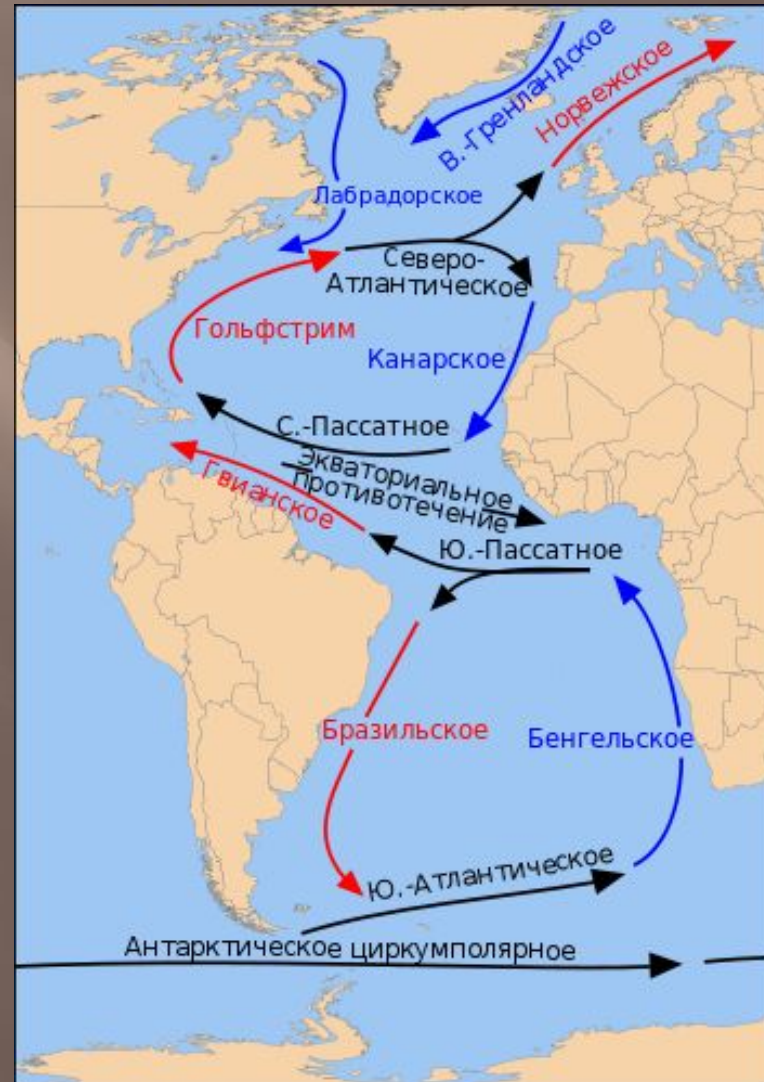 В.-Гренландское
Норвежское
Лабрадорское
Северо-
Атлантическое
Гольфстрим
Канарское
С.-Пассатное
Экваториальное
противотечение
Гвианское
Ю.-Пассатное
Бразильское
Бенгельское
Ю.-Атлантическое
Антарктическое циркумполярное